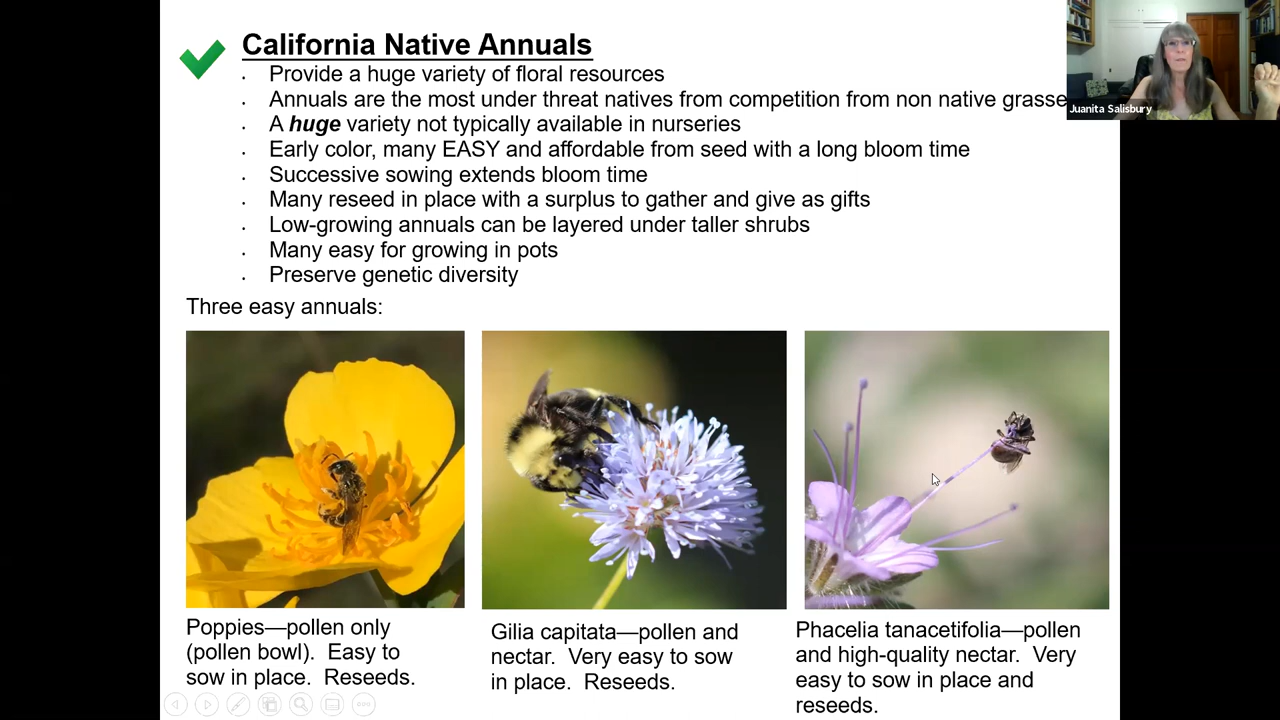 California Native Annuals
Provide a huge variety of floral resources
Annuals are the most under threat natives from competition from non native grasse
Juanita Salisbury
A huge variety not typically available in nurseries
Early color, many EASY and affordable from seed with a long bloom time
Successive sowing extends bloom time
Many reseed in place with a surplus to gather and give as gifts
Low-growing annuals can be layered under taller shrubs
Many easy for growing in pots
Preserve genetic diversity
Three easy annuals:
Poppies—pollen only
(pollen bowl). Easy to
sow in place. Reseeds.
Gilia capitata—pollen and
nectar. Very easy to sow
in place. Reseeds.
Phacelia tanacetifolia—pollen
and high-quality nectar. Very
easy to sow in place and
reseeds.